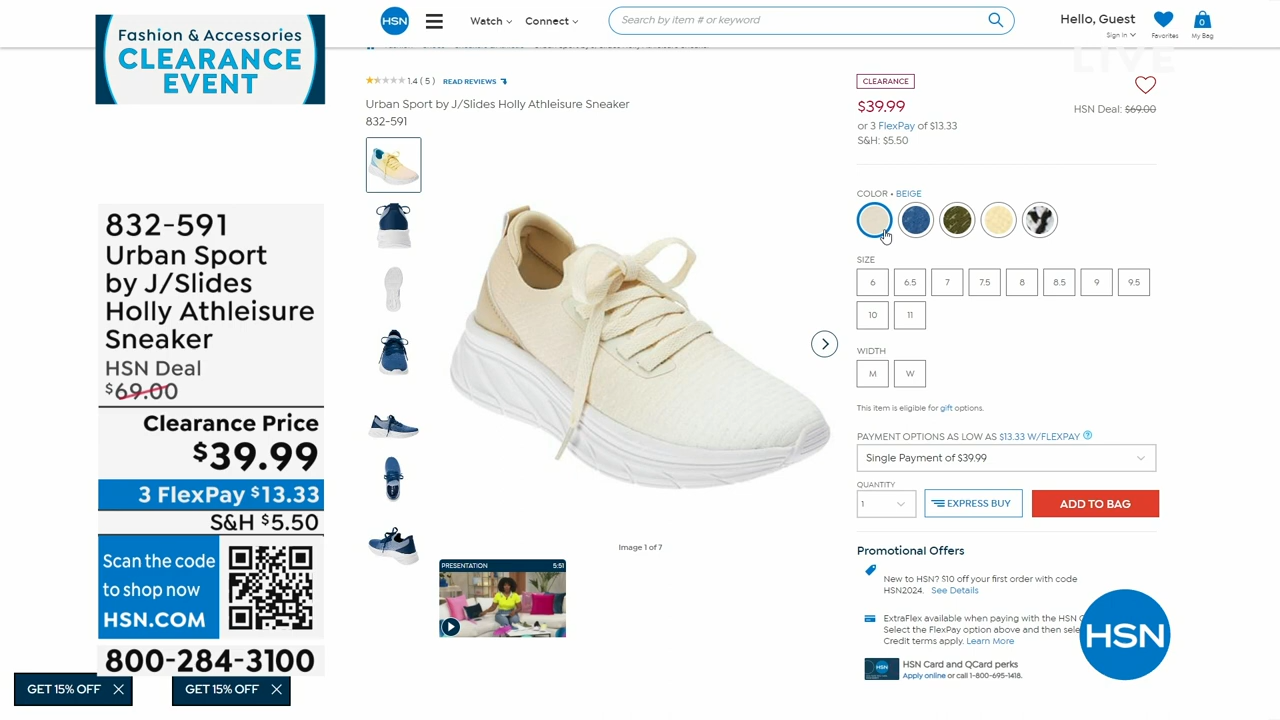 Fashion & Accessories
CLEARANCE
EVENT
HSN
Watch
Connect
Search by item # or keyword
Hello, Guest
Sign In
Favorites
0
My Bag
LIVE
1.4 ( 5 )
READ REVIEWS
Urban Sport by J/Slides Holly Athleisure Sneaker
832-591
CLEARANCE
$39.99
HSN Deal: $69.00
or 3 FlexPay of $13.33
S&H: $5.50
COLOR • BEIGE
SIZE
6 6.5 7 7.5 8 8.5 9 9.5
10 11
WIDTH
M W
This item is eligible for gift options.
PAYMENT OPTIONS AS LOW AS $13.33 W/FLEXPAY
Single Payment of $39.99
QUANTITY
1
EXPRESS BUY
ADD TO BAG
Image 1 of 7
PRESENTATION 5:51
Promotional Offers
New to HSN? $10 off your first order with code
HSN2024. See Details
ExtraFlex available when paying with the HSN
Select the FlexPay option above and then
Credit terms apply. Learn More
HSN
HSN Card and QCard perks
Apply online or call 1-800-695-1418.
HSN
832-591
Urban Sport
by J/Slides
Holly Athleisure
Sneaker
HSN Deal
$69.00
Clearance Price
$39.99
3 FlexPay $13.33
S&H $5.50
Scan the code
to shop now
HSN.COM
800-284-3100
GET 15% OFF
GET 15% OFF